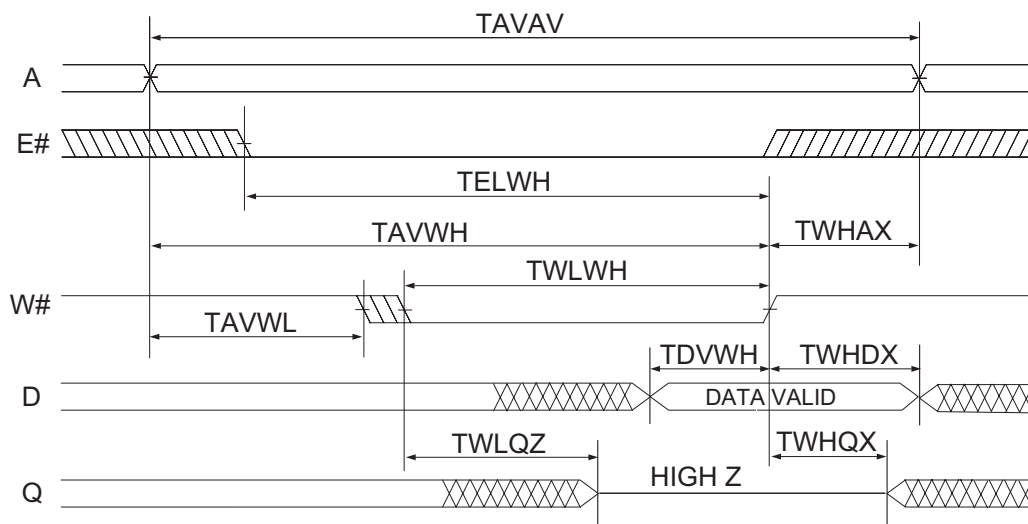 TAVAV
A
E#
TELWH
TAVWH
TWHAX
TWLWH
W#
TAVWL
TDVWH
TWHDX
D
DATA VALID
TWLQZ
TWHQX
Q
HIGH Z